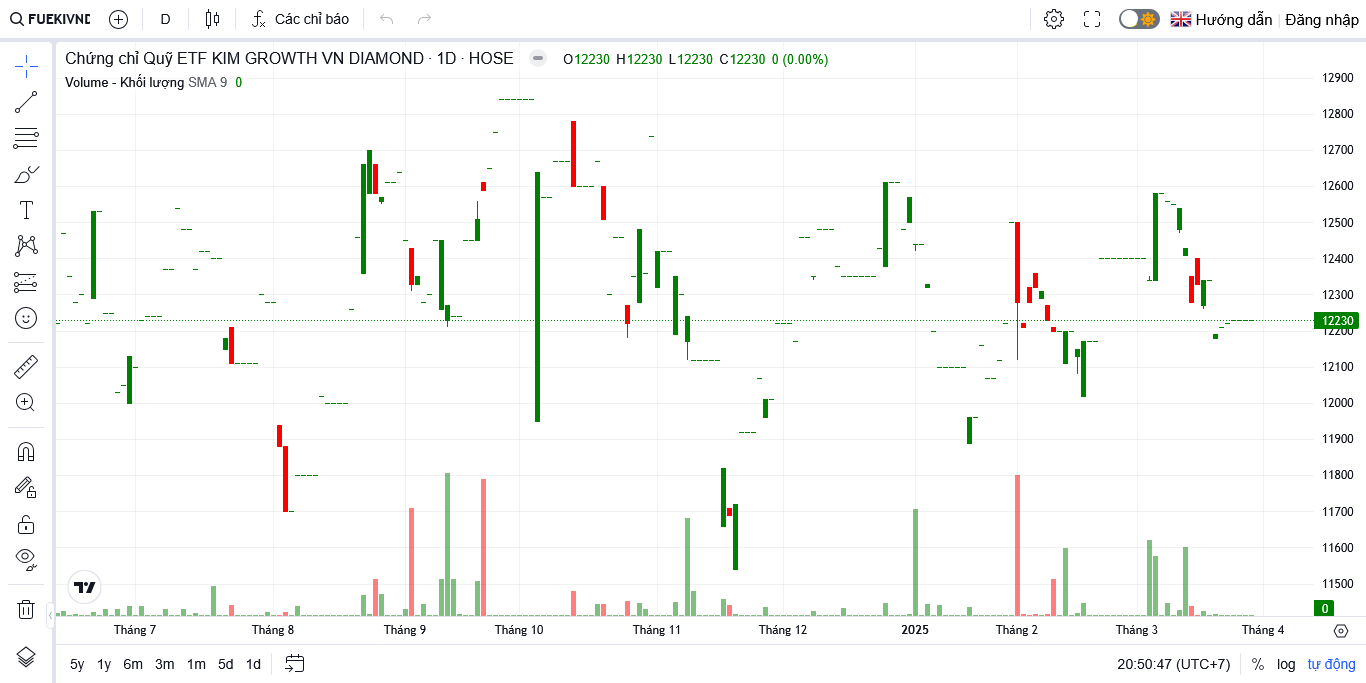 FUEKIVND
D
Các chỉ báo
Hướng dẫn
Đăng nhập
Chứng chỉ Quỹ ETF KIM GROWTH VN DIAMOND · 1D · HOSE
O12230 H12230 L12230 C12230 0 (0.00%)
Volume - Khối lượng SMA 9 0
12900
12800
12700
12600
12500
12400
12300
12230
12200
12100
12000
11900
11800
11700
11600
11500
0
Tháng 7 Tháng 8 Tháng 9 Tháng 10 Tháng 11 Tháng 12 2025 Tháng 2 Tháng 3 Tháng 4
5y 1y 6m 3m 1m 5d 1d
20:50:47 (UTC+7)
% log tự động